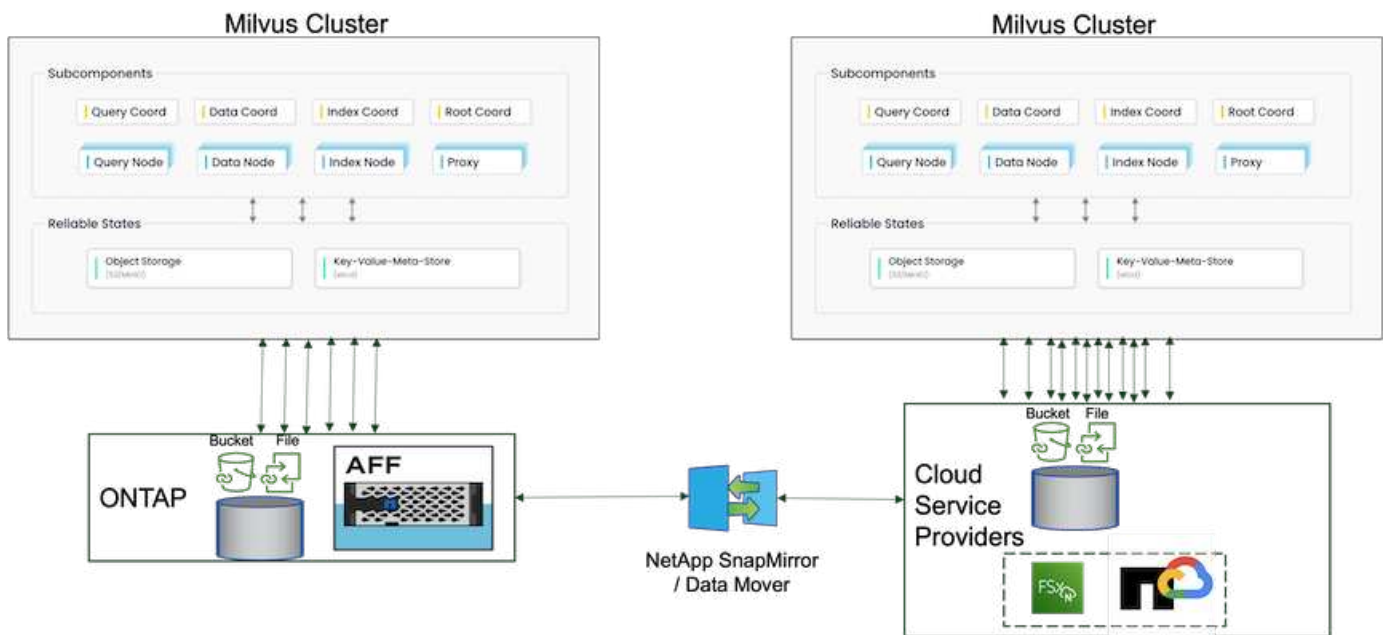 Milvus Cluster
Subcomponents
Query Coord
Data Coord
Index Coord
Root Coord
Query Node
Data Node
Index Node
Proxy
Reliable States
Object Storage
Key-Value-Meta-Store
Milvus Cluster
Subcomponents
Query Coord
Data Coord
Index Coord
Root Coord
Query Node
Data Node
Index Node
Proxy
Reliable States
Object Storage
Key-Value-Meta-Store
ONTAP
Bucket
File
AFF
NetApp SnapMirror
/ Data Mover
Bucket
File
Cloud
Service
Providers
FSx
N